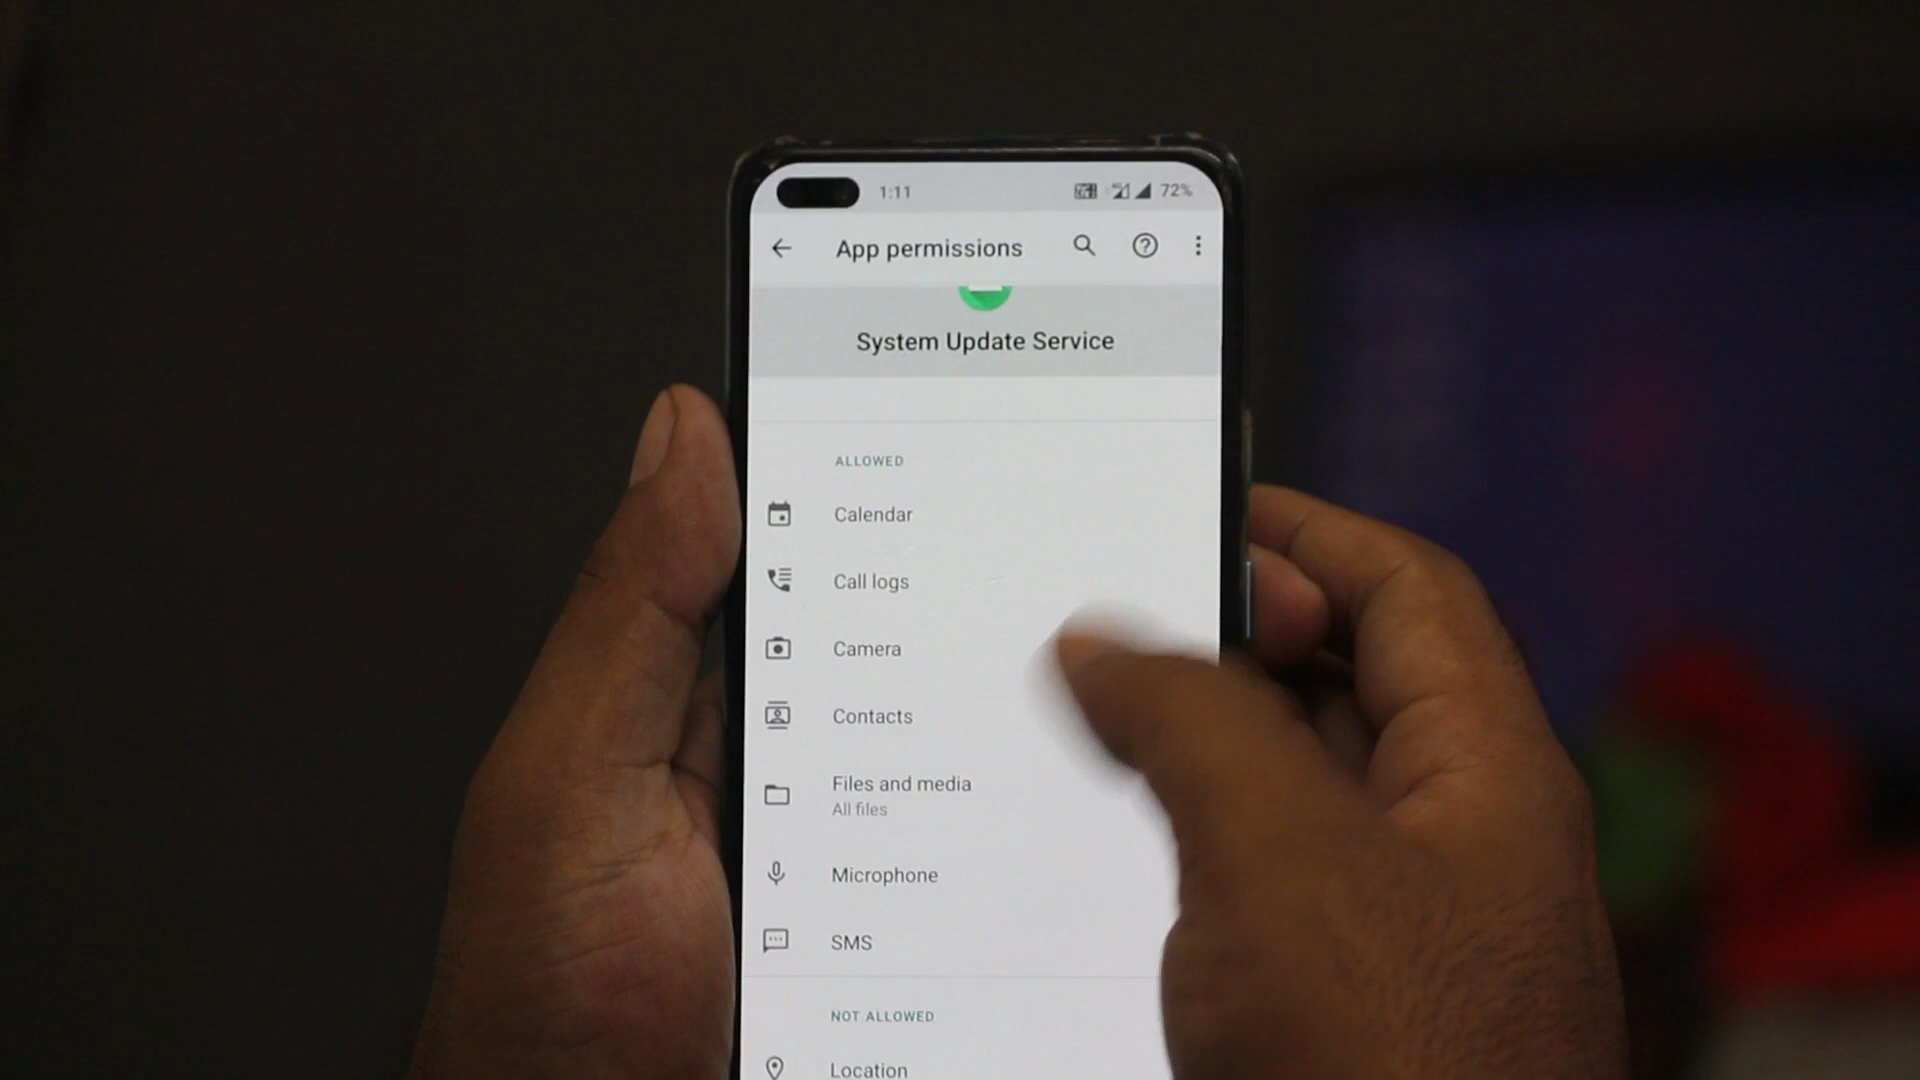 1:11
72%
App permissions
System Update Service
ALLOWED
Calendar
Call logs
Camera
Contacts
Files and media
All files
Microphone
SMS
NOT ALLOWED
Location